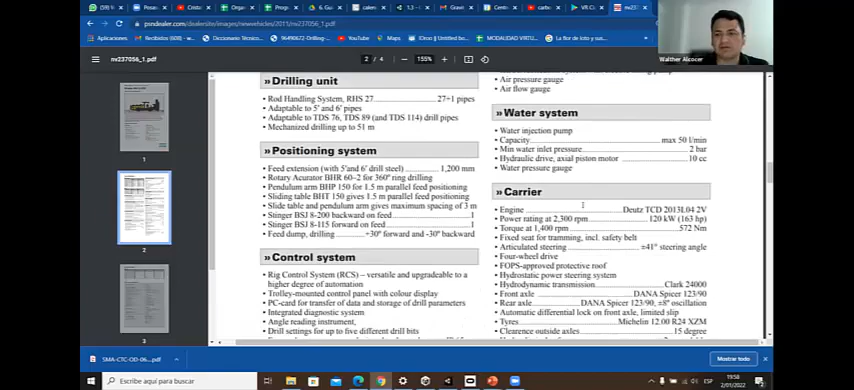 psndealer.com/dealersite/images/newvehicles/2011/nv237056_1.pdf
Aplicaciones
Recibidos (608)
Diccionario Técnico...
96490672-Drilling-...
YouTube
Maps
(Orroo || Untitled bo...
MODALIDAD VIRTU...
La flor de loto y sus...
nv237056_1.pdf
2 / 4
155%
Walther Alcocer
1
2
3
» Drilling unit
• Rod Handling System, RHS 27 27+1 pipes
• Adaptable to 5' and 6' pipes
• Adaptable to TDS 76, TDS 89 (and TDS 114) drill pipes
• Mechanized drilling up to 51 m
» Positioning system
• Feed extension (with 5'and 6' drill steel) 1,200 mm
• Rotary Acurator BHR 60–2 for 360° ring drilling
• Pendulum arm BHP 150 for 1.5 m parallel feed positioning
• Sliding table BHT 150 gives 1.5 m parallel positioning
• Slide table and pendulum arm gives maximum spacing of 3 m
• Stinger BSJ 8-200 backward on feed 1
• Stinger BSJ 8-115 forward on feed 1
• Feed dump, drilling +30° forward and -30° backward
» Control system
• Rig Control System (RCS) – versatile and upgradeable to a
higher degree of automation
• Trolley-mounted control panel with colour display
• PC-card for transfer of data and storage of drill parameters
• Integrated diagnostic system
• Angle reading instrument,
• Drill settings for up to five different drill bits
• Air pressure gauge
• Air flow gauge
» Water system
• Water injection pump
• Capacity max 50 l/min
• Min water inlet pressure 2 bar
• Hydraulic drive, axial piston motor 10 cc
• Water pressure gauge
» Carrier
• Engine Deutz TCD 2013L04 2V
• Power rating at 2,300 rpm 120 kW (163 hp)
• Torque at 1,400 rpm 572 Nm
• Fixed seat for tramming, incl. safety belt
• Articulated steering ±41° steering angle
• Four-wheel drive
• FOPS-approved protective roof
• Hydrostatic power steering system
• Hydrodynamic transmission Clark 24000
• Front axle DANA Spicer 123/90
• Rear axle DANA Spicer 123/90, ±8° oscillation
• Automatic differential lock on front axle, limited slip
• Tyres Michelin 12.00 R24 XZM
• Clearence outside axles 15 degree
SMA-CTC-OD-06....pdf
Mostrar todo
Escribe aquí para buscar
ESP
19:58
2/01/2022